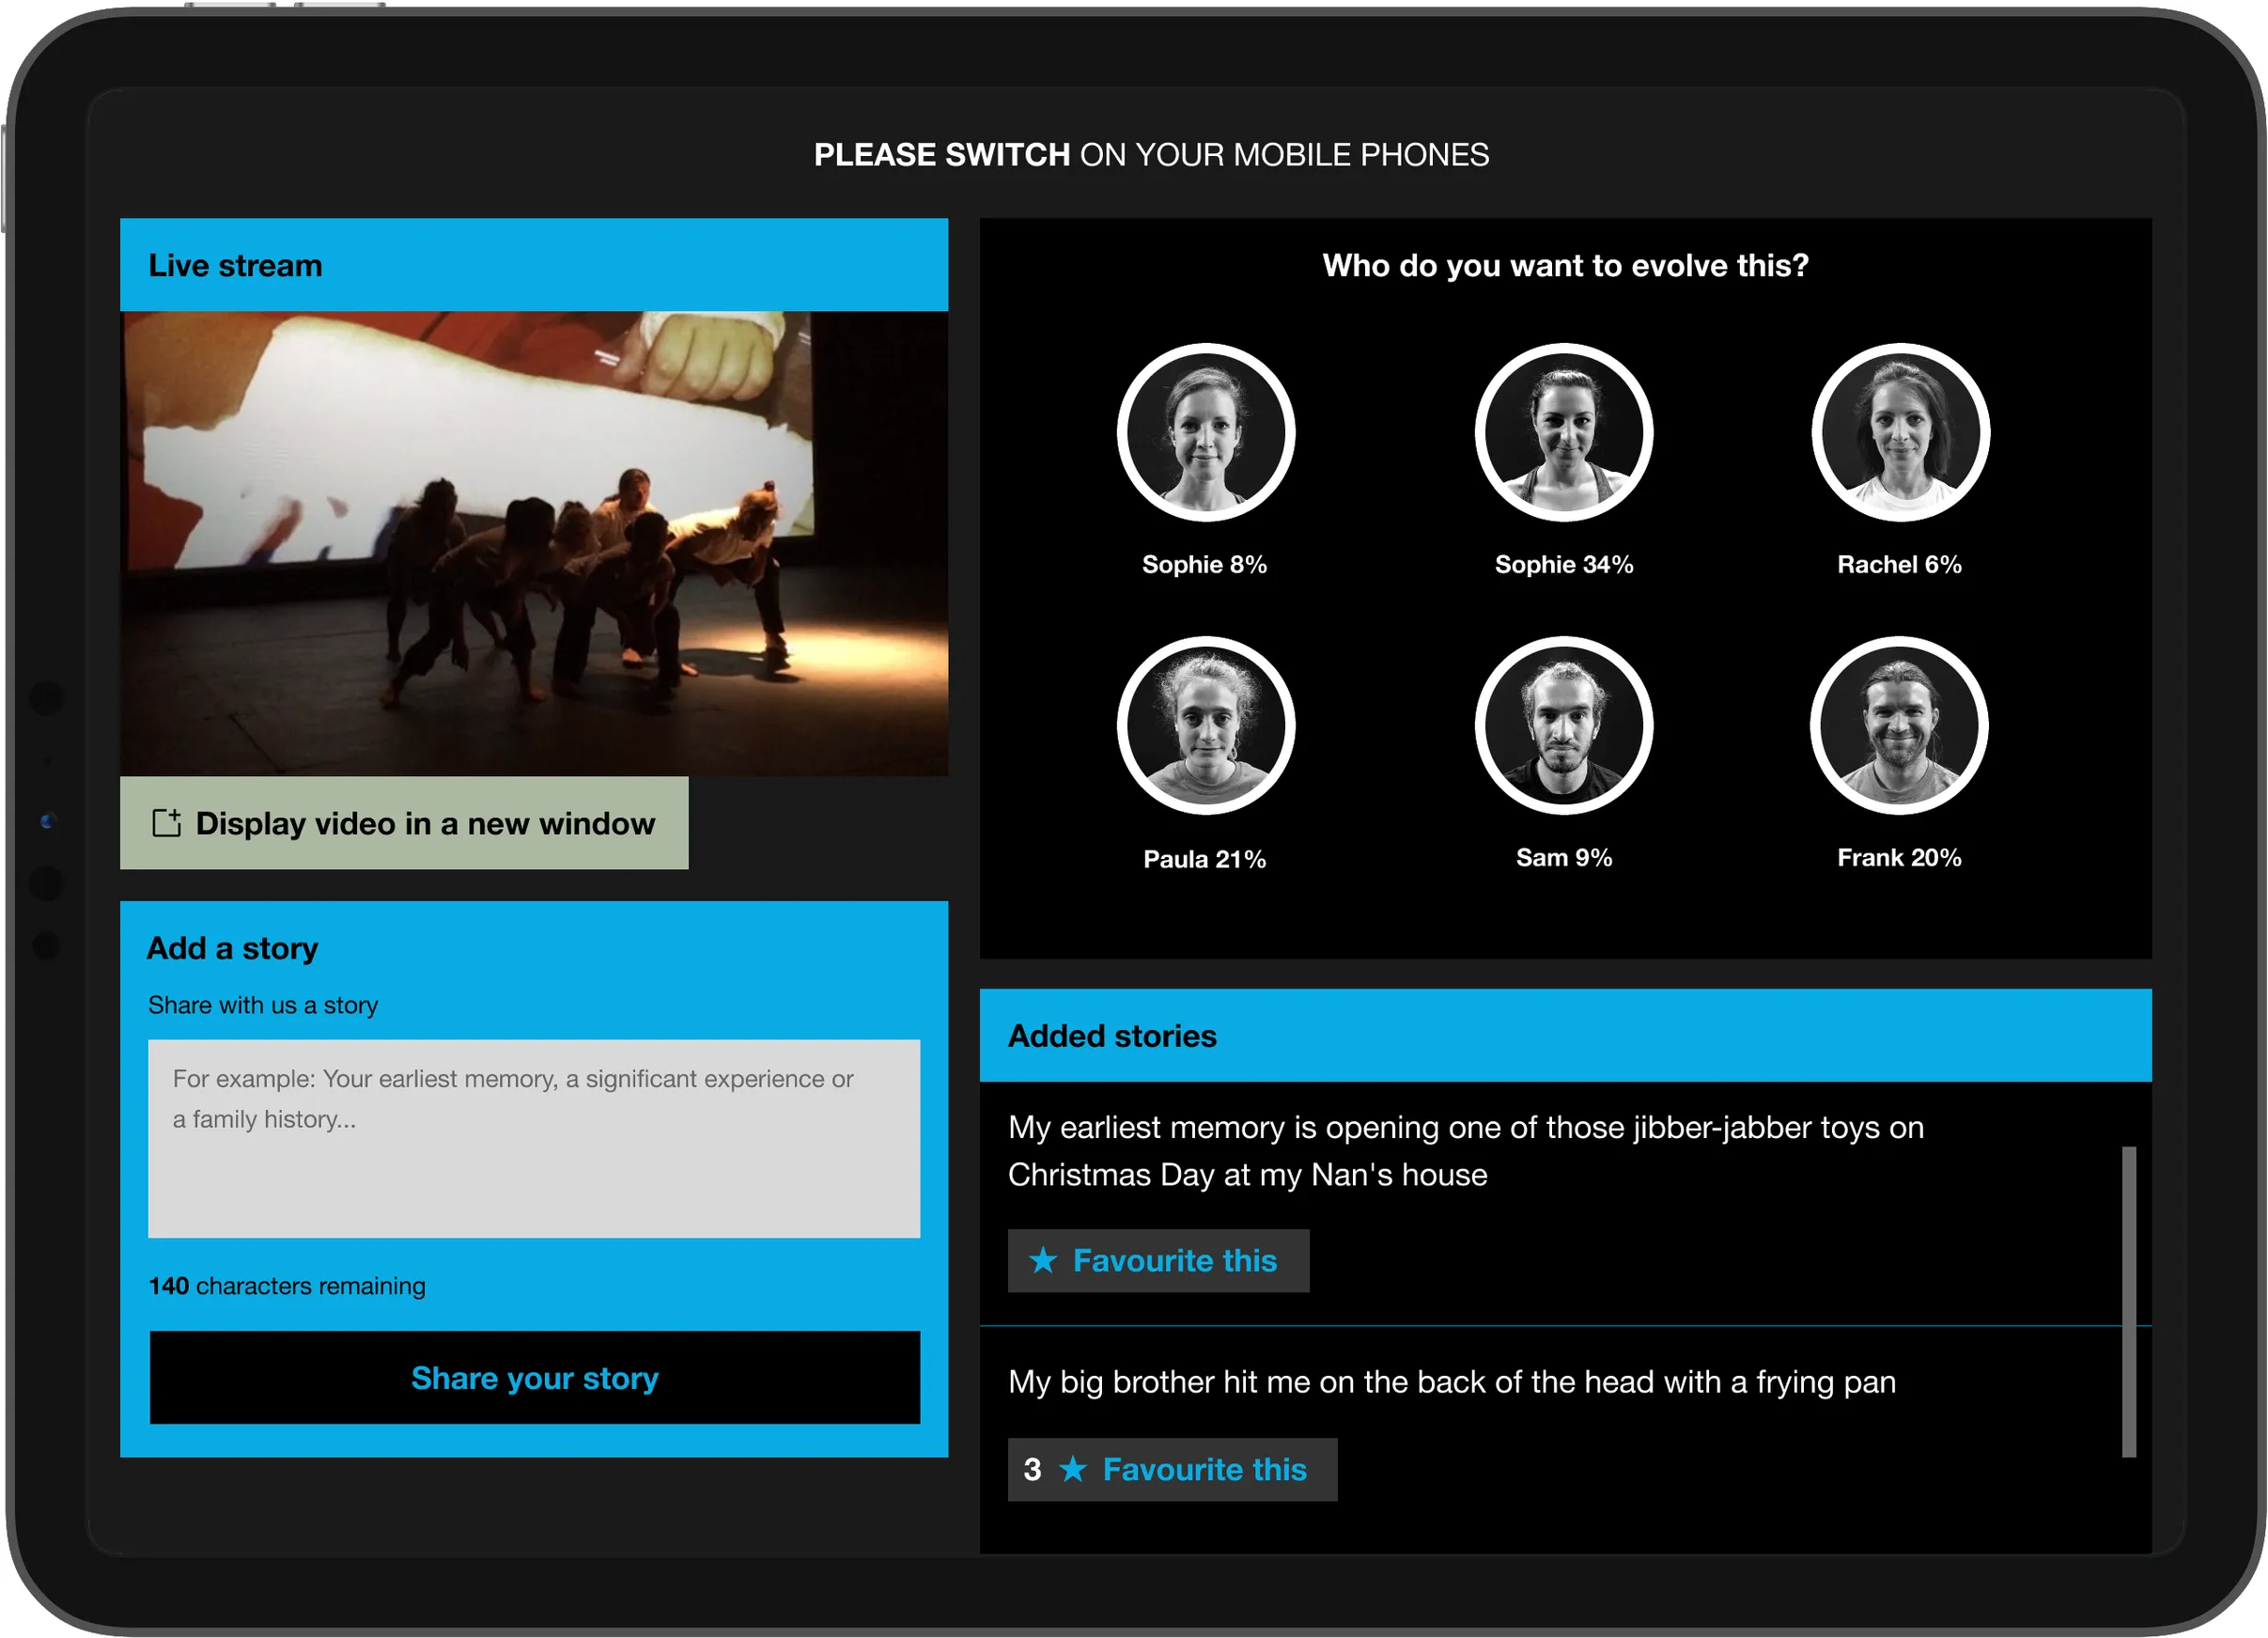 PLEASE SWITCH ON YOUR MOBILE PHONES
Live stream
Display video in a new window
Add a story
Share with us a story
For example: Your earliest memory, a significant experience or
a family history...
140 characters remaining
Share your story
Who do you want to evolve this?
Sophie 8%
Sophie 34%
Rachel 6%
Paula 21%
Sam 9%
Frank 20%
Added stories
My earliest memory is opening one of those jibber-jabber toys on
Christmas Day at my Nan's house
★ Favourite this
My big brother hit me on the back of the head with a frying pan
3 ★ Favourite this